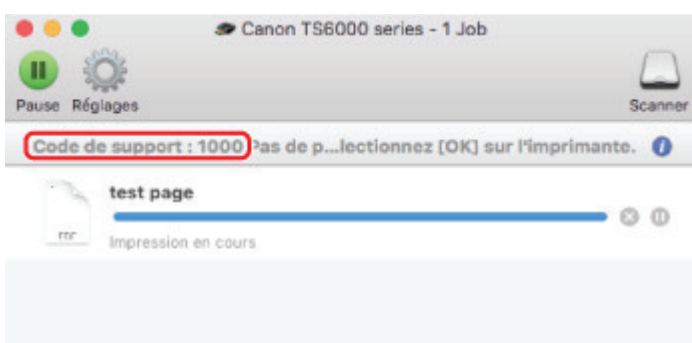 Canon TS6000 series - 1 Job
Pause Réglages Scanner
Code de support : 1000 Pas de p...lectionnez [OK] sur l'imprimante.
test page
Impression en cours